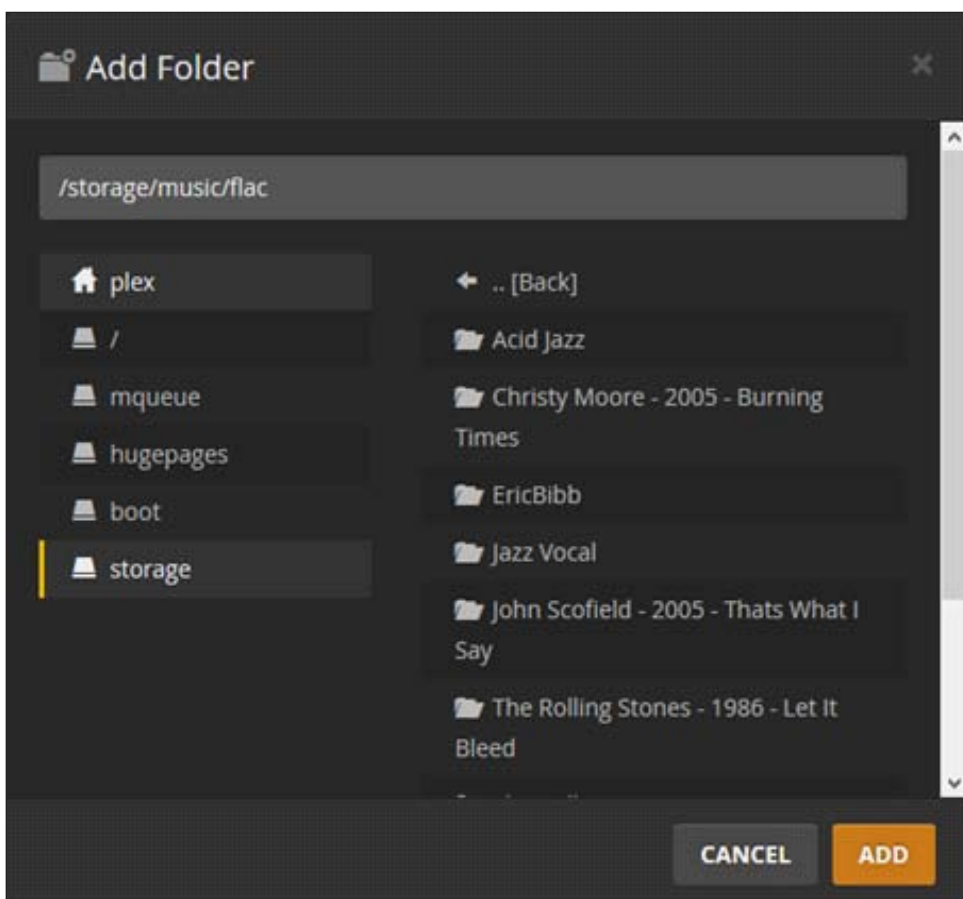 Add Folder
/storage/music/flac
plex
/
mqueue
hugepages
boot
storage
.. [Back]
Acid Jazz
Christy Moore - 2005 - Burning
Times
EricBibb
Jazz Vocal
John Scofield - 2005 - Thats What I
Say
The Rolling Stones - 1986 - Let It
Bleed
CANCEL
ADD